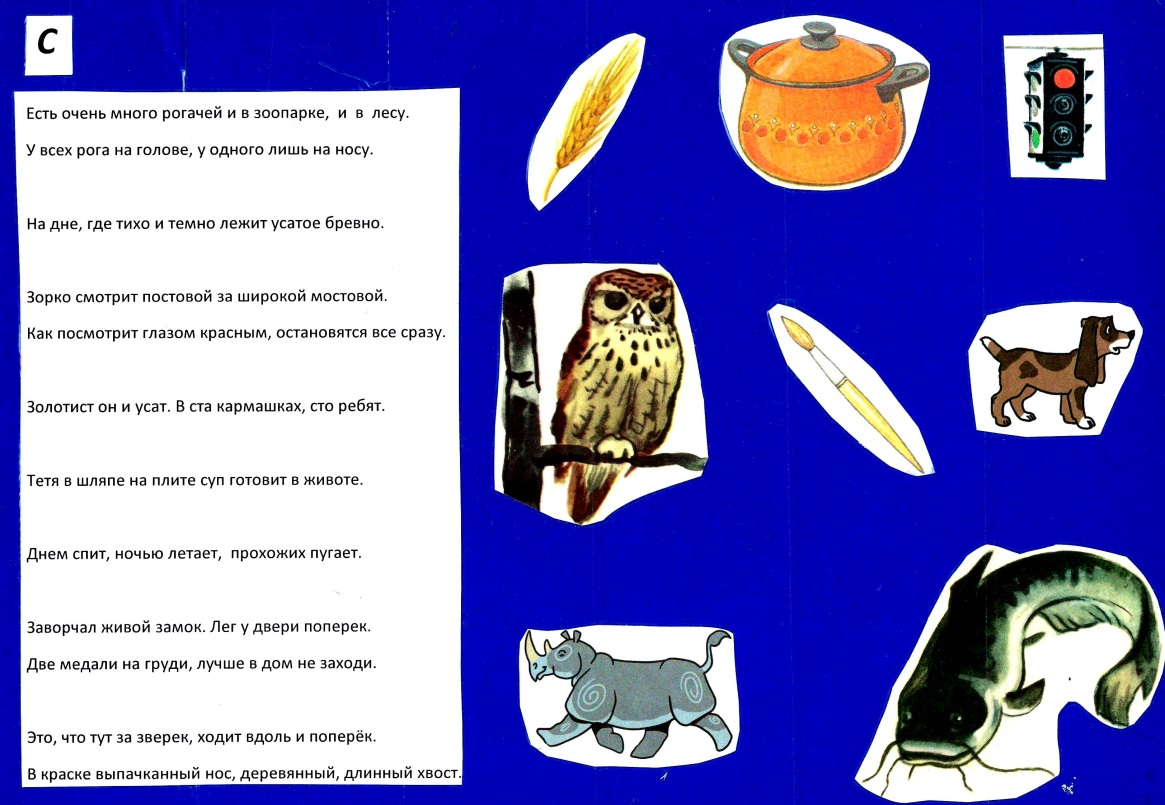 С
Есть очень много рогачей и в зоопарке, и в лесу.
У всех рога на голове, у одного лишь на носу.
На дне, где тихо и темно лежит усатое бревно.
Зорко смотрит постовой за широкой мостовой.
Как посмотрит глазом красным, остановятся все сразу.
Золотист он и усат. В ста кармашках, сто ребят.
Тетя в шляпе на плите суп готовит в животе.
Днем спит, ночью летает, прохожих пугает.
Заворчал живой замок. Лег у двери поперек.
Две медали на груди, лучше в дом не заходи.
Это, что тут за зверек, ходит вдоль и поперёк.
В краске выпачканный нос, деревянный, длинный хвост.